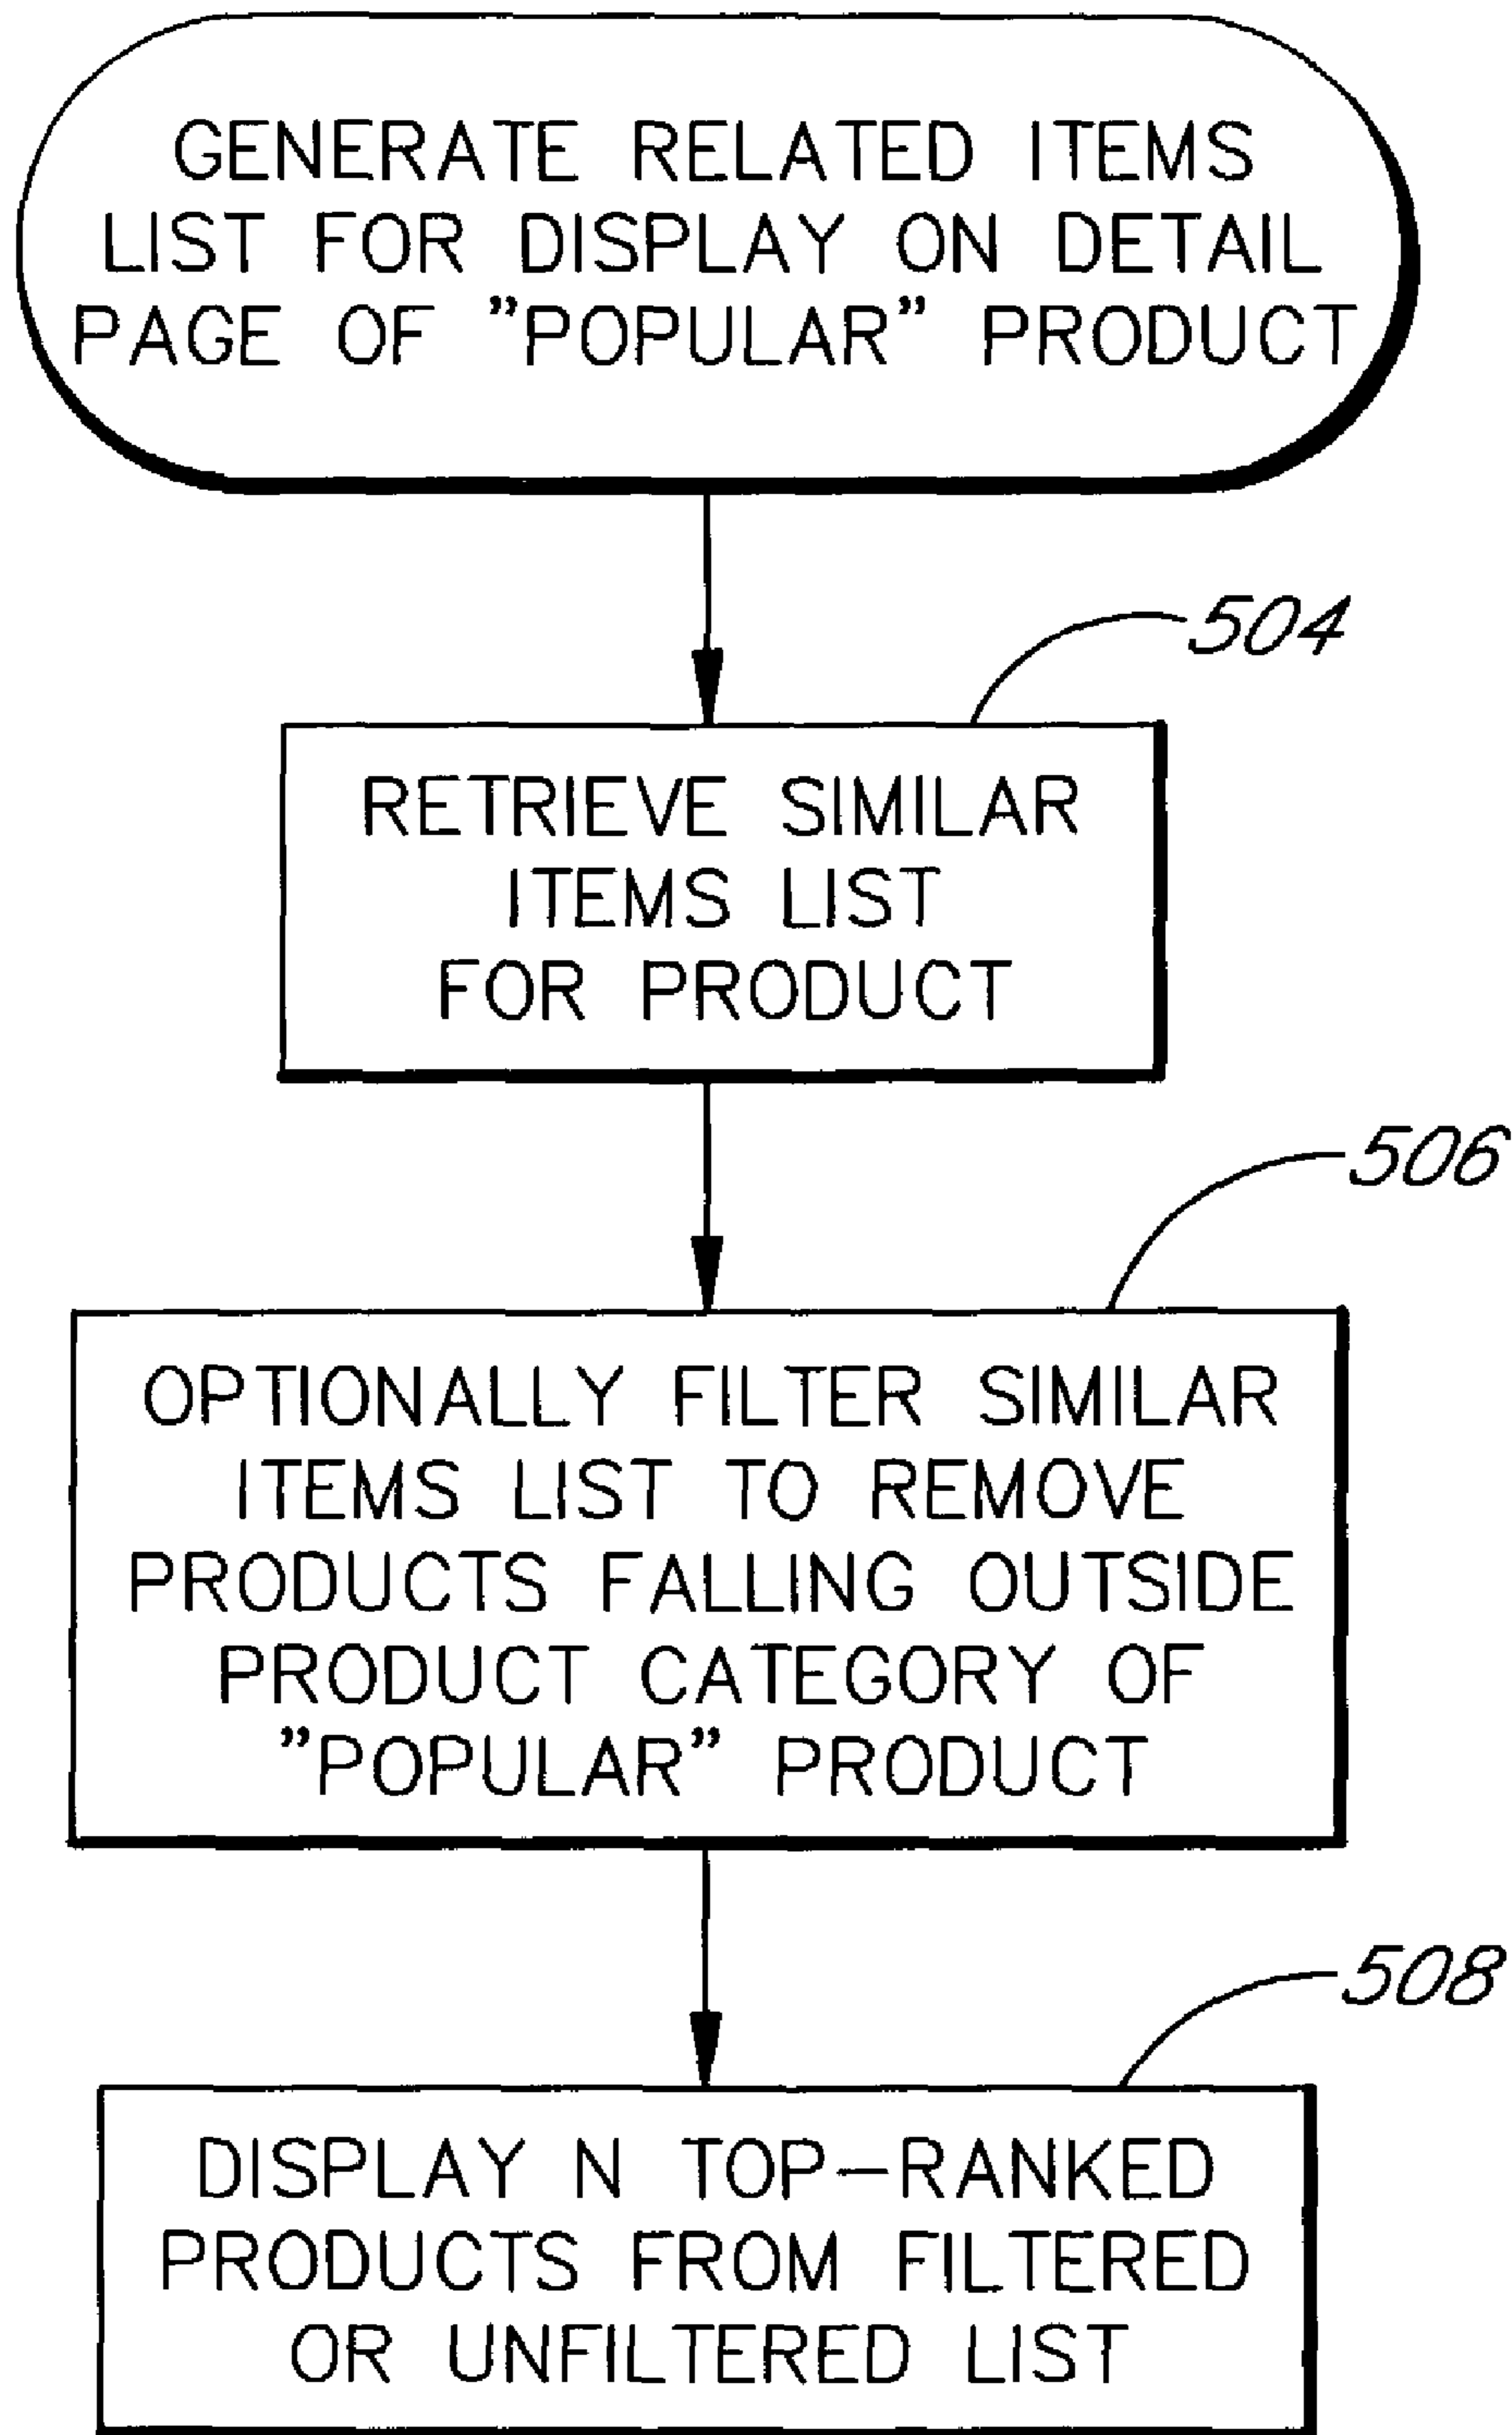 GENERATE RELATED ITEMS
LIST FOR DISPLAY ON DETAIL
PAGE OF ”POPULAR” PRODUCT
504
RETRIEVE SIMILAR
ITEMS LIST
FOR PRODUCT
506
OPTIONALLY FILTER SIMILAR
ITEMS LIST TO REMOVE
PRODUCTS FALLING OUTSIDE
PRODUCT CATEGORY OF
”POPULAR” PRODUCT
508
DISPLAY N TOP–RANKED
PRODUCTS FROM FILTERED
OR UNFILTERED LIST